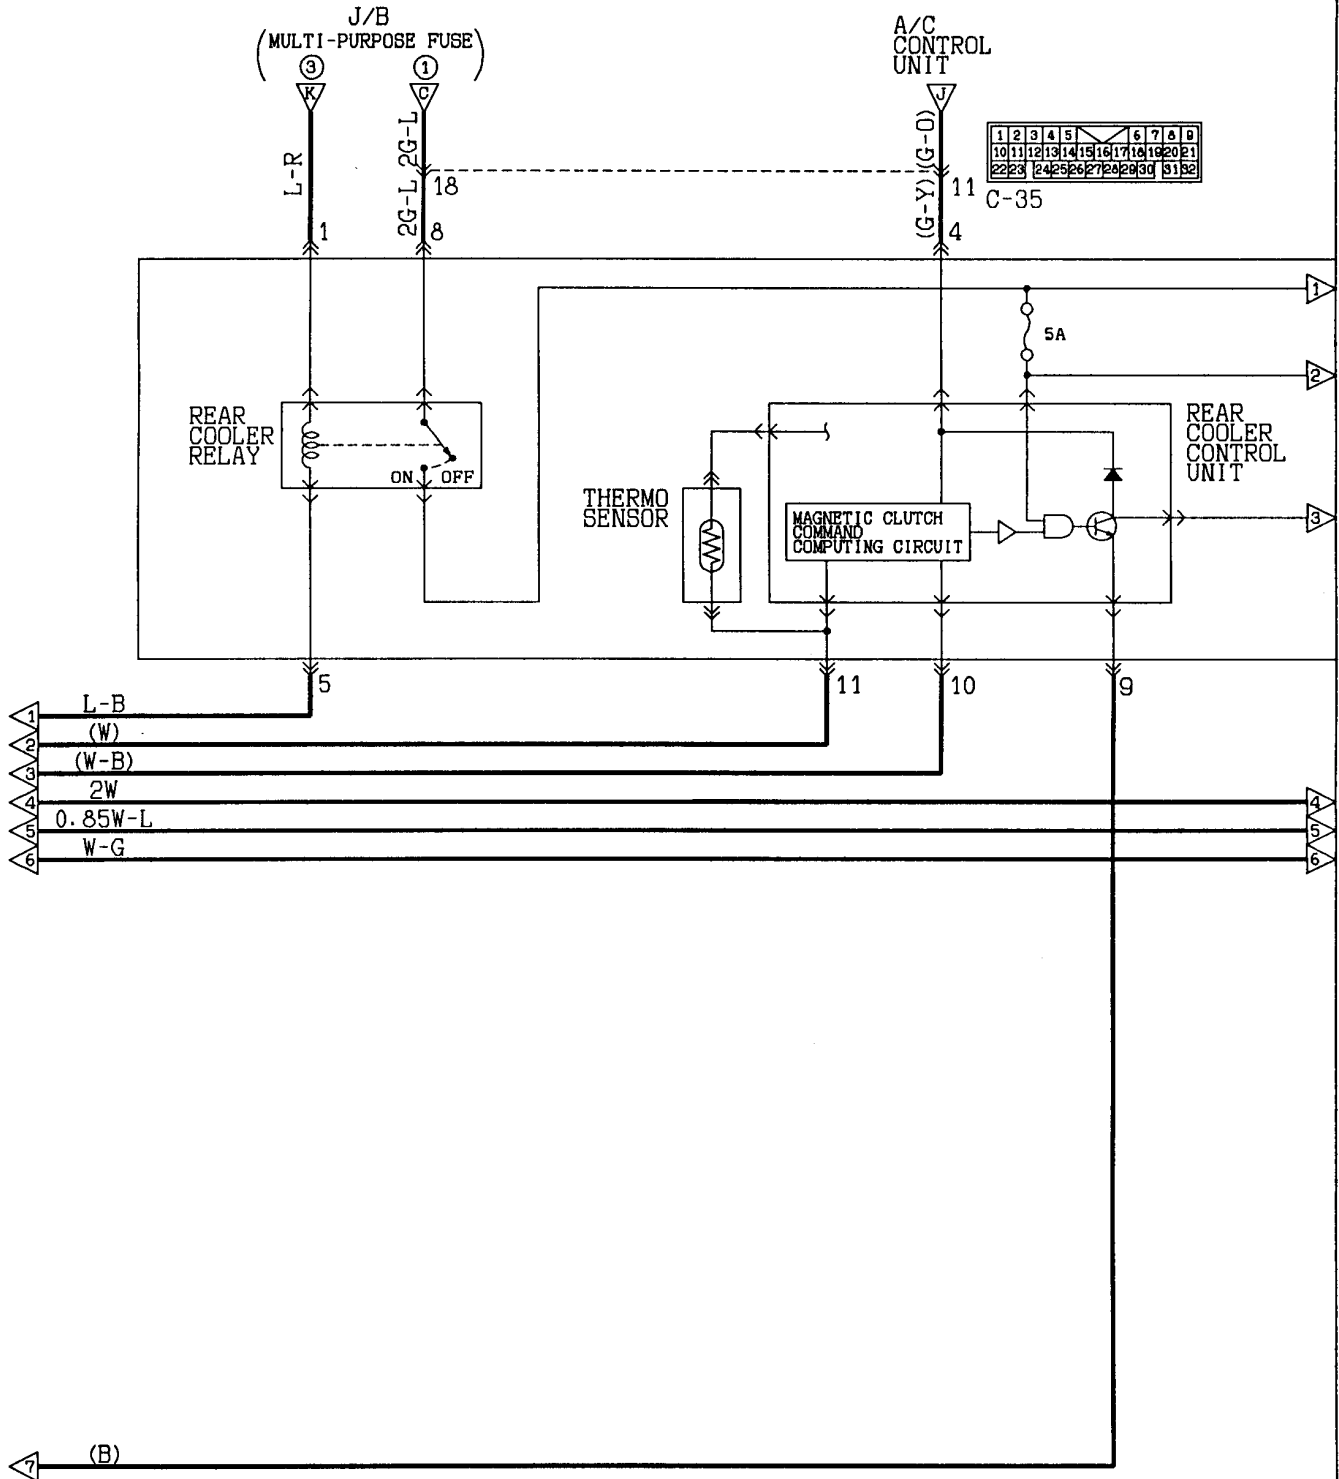 J/B
(MULTI-PURPOSE FUSE)
③ ①
K C
L-R
2G-L
2G-L
18
1
8
A/C
CONTROL
UNIT
J
(G-O)
(G-Y)
11
4
1 2 3 4 5 6 7 8 9
10 11 12 13 14 15 16 17 18 19 20 21
22 23 24 25 26 27 28 29 30 31 32
C-35
1
5A
2
REAR
COOLER
RELAY
ON OFF
THERMO
SENSOR
MAGNETIC CLUTCH
COMMAND
COMPUTING CIRCUIT
REAR
COOLER
CONTROL
UNIT
3
5
11
10
9
1 L-B
2 (W)
3 (W-B)
4 2W 4
5 0.85W-L 5
6 W-G 6
7 (B)